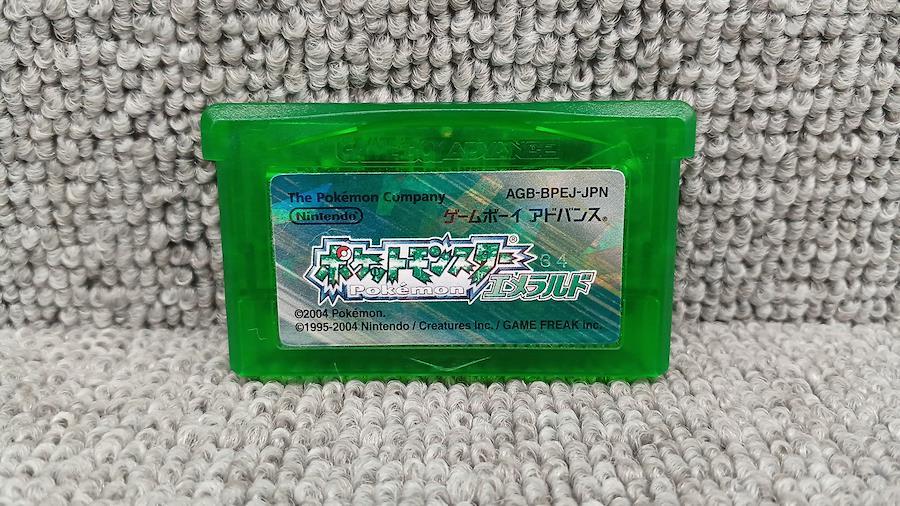 GAME BOY ADVANCE
The Pokémon Company
AGB-BPEJ-JPN
Nintendo
ゲームボーイ アドバンス®
ポケットモンスター®
34
Pokémon
エメラルド
©2004 Pokémon.
©1995-2004 Nintendo / Creatures Inc. / GAME FREAK inc.